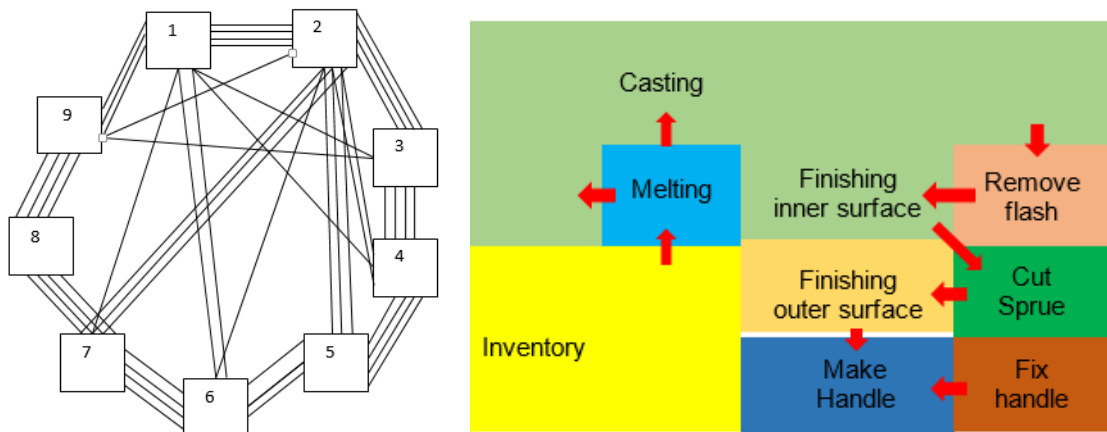 1
2
9
3
8
4
7
5
6
Casting
Melting
Finishing
inner surface
Remove
flash
Inventory
Finishing
outer surface
Cut
Sprue
Make
Handle
Fix
handle